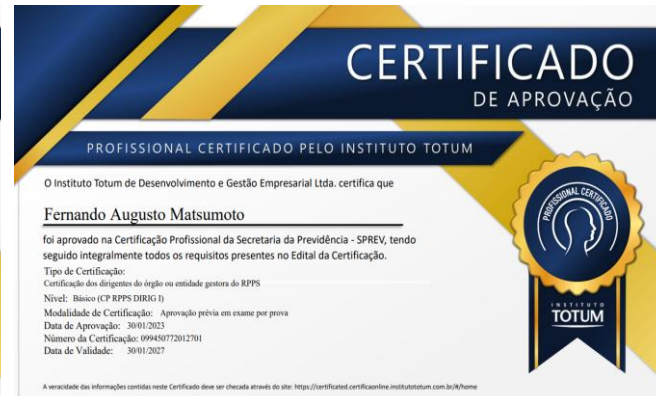 CERTIFICADO
DE APROVAÇÃO
PROFISSIONAL CERTIFICADO PELO INSTITUTO TOTUM
O Instituto Totum de Desenvolvimento e Gestão Empresarial Ltda. certifica que
Fernando Augusto Matsumoto
foi aprovado na Certificação Profissional da Secretaria da Previdência - SPREV, tendo
seguido integralmente todos os requisitos presentes no Edital da Certificação.
Tipo de Certificação:
Certificação dos dirigentes do órgão ou entidade gestora do RPPS
Nível: Básico (CP RPPS DIRIG I)
Modalidade de Certificação: Aprovação prévia em exame por prova
Data de Aprovação: 30/01/2023
Número da Certificação: 099450772012701
Data de Validade: 30/01/2027
PROFISSIONAL CERTIFICADO
INSTITUTO
TOTUM
A veracidade das informações contidas neste Certificado deve ser checada através do site: https://certificated.certificaonline.institutototum.com.br/#/home